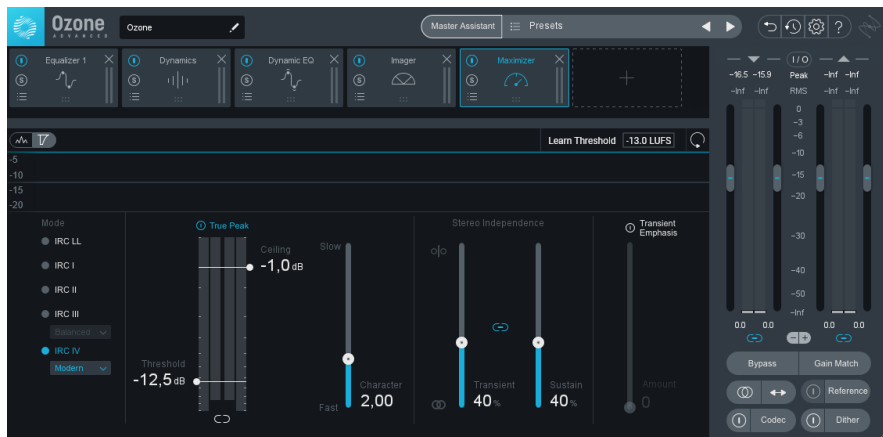 Ozone
ADVANCED
Ozone
Master Assistant
Presets
?
Equalizer 1
S
Dynamics
S
Dynamic EQ
S
Imager
S
Maximizer
S
I / O
-16.5 -15.9 Peak -Inf -Inf
-Inf -Inf RMS -Inf -Inf
Learn Threshold -13.0 LUFS
-5
-10
-15
-20
Mode
IRC LL
IRC I
IRC II
IRC III
Balanced
IRC IV
Modern
True Peak
Ceiling
-1,0 dB
Threshold
-12,5 dB
Slow
Fast
Character
2,00
Stereo Independence
Transient
40 %
Sustain
40 %
Transient
Emphasis
Amount
0
0
-3
-6
-10
-15
-20
-30
-40
-50
-Inf
0.0 0.0 0.0 0.0
Bypass Gain Match
Reference
Codec Dither